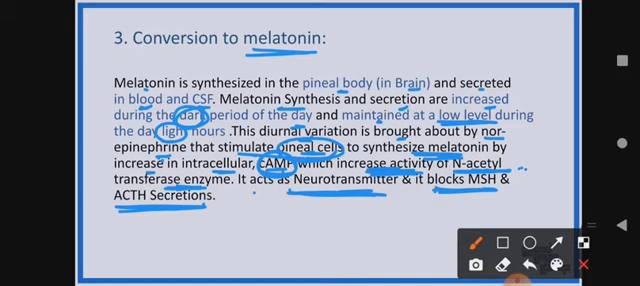 3. Conversion to melatonin:
Melatonin is synthesized in the pineal body (in Brain) and secreted
in blood and CSF. Melatonin Synthesis and secretion are increased
during the dark period of the day and maintained at a low level during
the day light hours. This diurnal variation is brought about by nor-
epinephrine that stimulate pineal cells to synthesize melatonin by
increase in intracellular, cAMP which increase activity of N-acetyl
transferase enzyme. It acts as Neurotransmitter & it blocks MSH &
ACTH Secretions.